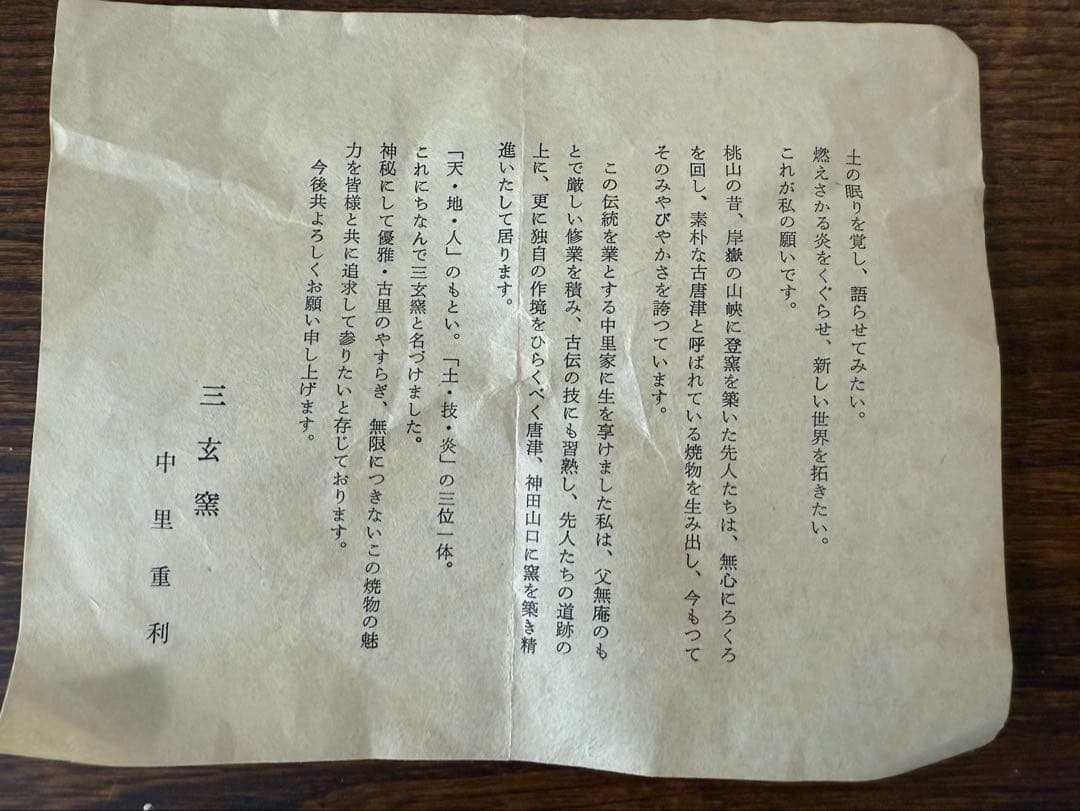 土の眠りを覚し、語らせてみたい。
燃えさかる炎をくぐらせ、新しい世界を拓きたい。
これが私の願いです。
桃山の昔、岸嶽の山峡に登窯を築いた先人たちは、無心にろくろ
を回し、素朴な古唐津と呼ばれている焼物を生み出し、今もつて
そのみやびやかさを誇つています。
この伝統を業とする中里家に生を享けました私は、父無庵のも
とで厳しい修業を積み、古伝の技にも習熟し、先人たちの道跡の
上に、更に独自の作境をひらくべく唐津、神田山口に窯を築き精
進いたして居ります。
「天・地・人」のもとい。「土・技・炎」の三位一体。
これにちなんで三玄窯と名づけました。
神秘にして優雅・古里のやすらぎ、無限につきないこの焼物の魅
力を皆様と共に追求して参りたいと存じております。
今後共よろしくお願い申し上げます。
三玄窯
中里重利